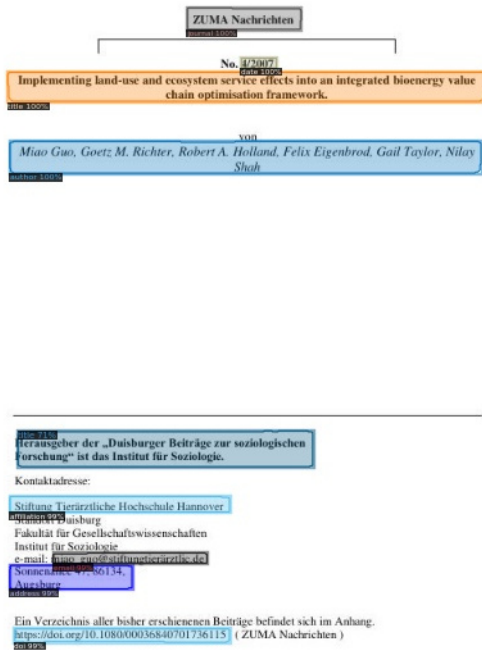 ZUMA Nachrichten
journal 100%
No. 4/2007
date 100%
Implementing land-use and ecosystem service effects into an integrated bioenergy value
chain optimisation framework.
title 100%
von
Miao Guo, Goetz M. Richter, Robert A. Holland, Felix Eigenbrod, Gail Taylor, Nilay
Shah
author 100%
title 71%
Herausgeber der „Duisburger Beiträge zur soziologischen
Forschung“ ist das Institut für Soziologie.
Kontaktadresse:
Stiftung Tierärztliche Hochschule Hannover
affiliation 99%
Standort Duisburg
Fakultät für Gesellschaftswissenschaften
Institut für Soziologie
e-mail: miao_guo@stiftungtierärztlic.de
47, 86134,
Augsburg
address 99%
Ein Verzeichnis aller bisher erschienenen Beiträge befindet sich im Anhang.
https://doi.org/10.1080/00036840701736115 ( ZUMA Nachrichten )
doi 99%